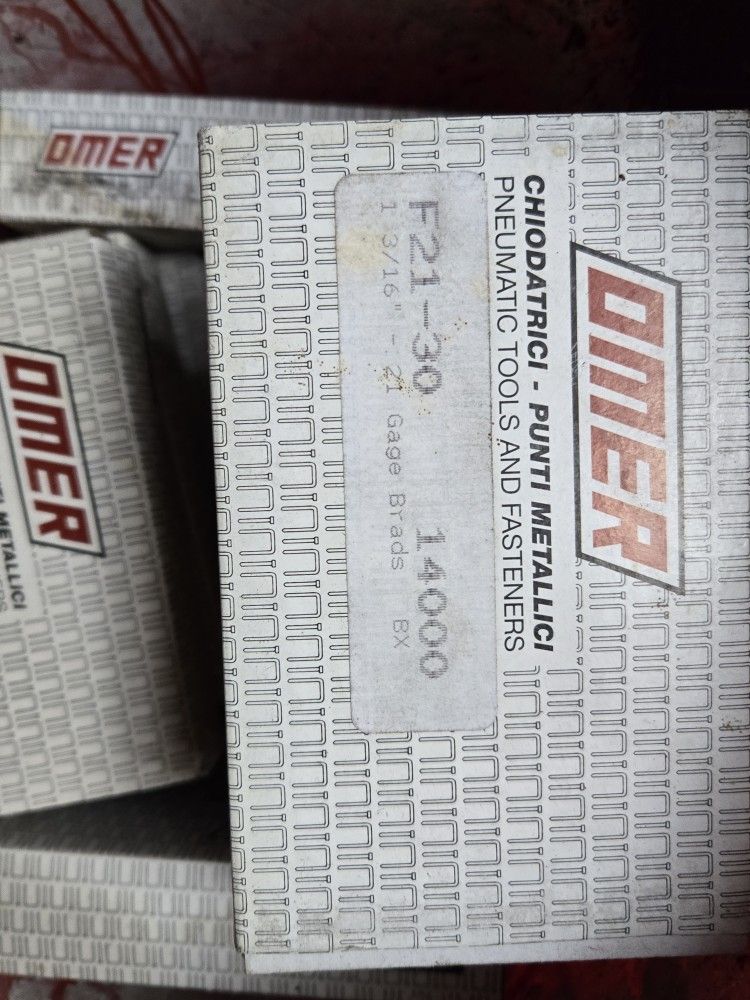 OMER
CHIODATRICI - PUNTI METALLICI
PNEUMATIC TOOLS AND FASTENERS
F21-30 14000
1 3/16" - 21 Gage Brads BX
OMER
OMER
METALLICI